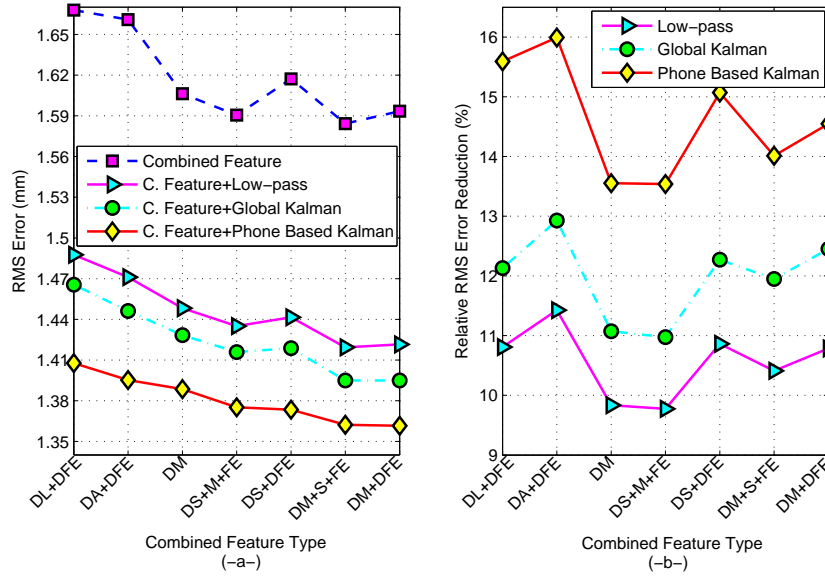 1.65
1.62
1.59
1.56
1.53
1.5
1.47
1.44
1.41
1.38
1.35
RMS Error (mm)
Combined Feature
C. Feature+Low−pass
C. Feature+Global Kalman
C. Feature+Phone Based Kalman
DL+DFE
DA+DFE
DM
DS+M+FE
DS+DFE
DM+S+FE
DM+DFE
Combined Feature Type
(−a−)
16
15
14
13
12
11
10
9
Relative RMS Error Reduction (%)
Low−pass
Global Kalman
Phone Based Kalman
DL+DFE
DA+DFE
DM
DS+M+FE
DS+DFE
DM+S+FE
DM+DFE
Combined Feature Type
(−b−)